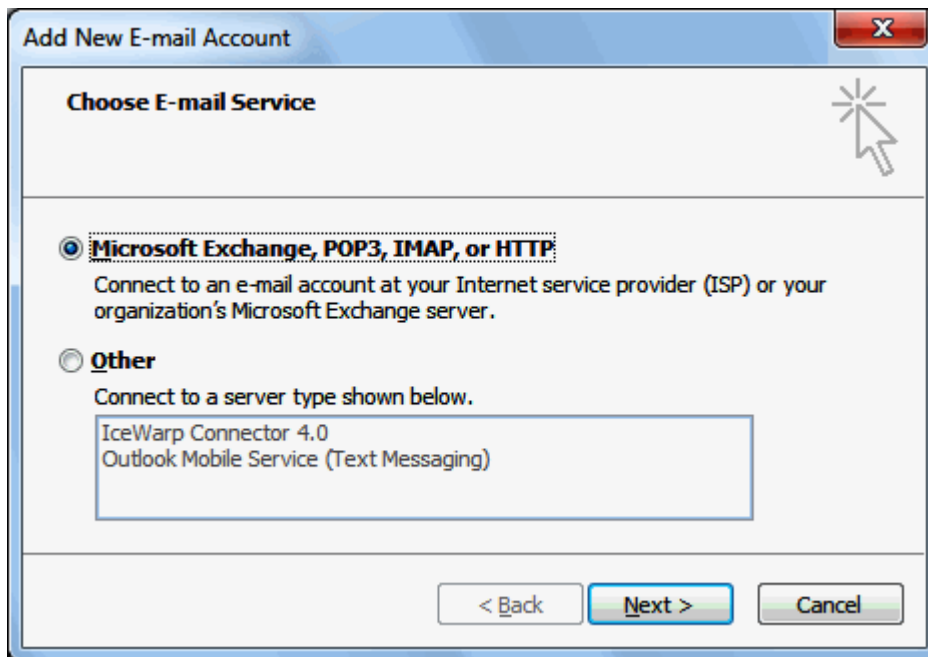 Add New E-mail Account
Choose E-mail Service
Microsoft Exchange, POP3, IMAP, or HTTP
Connect to an e-mail account at your Internet service provider (ISP) or your
organization's Microsoft Exchange server.
Other
Connect to a server type shown below.
IceWarp Connector 4.0
Outlook Mobile Service (Text Messaging)
< Back Next > Cancel